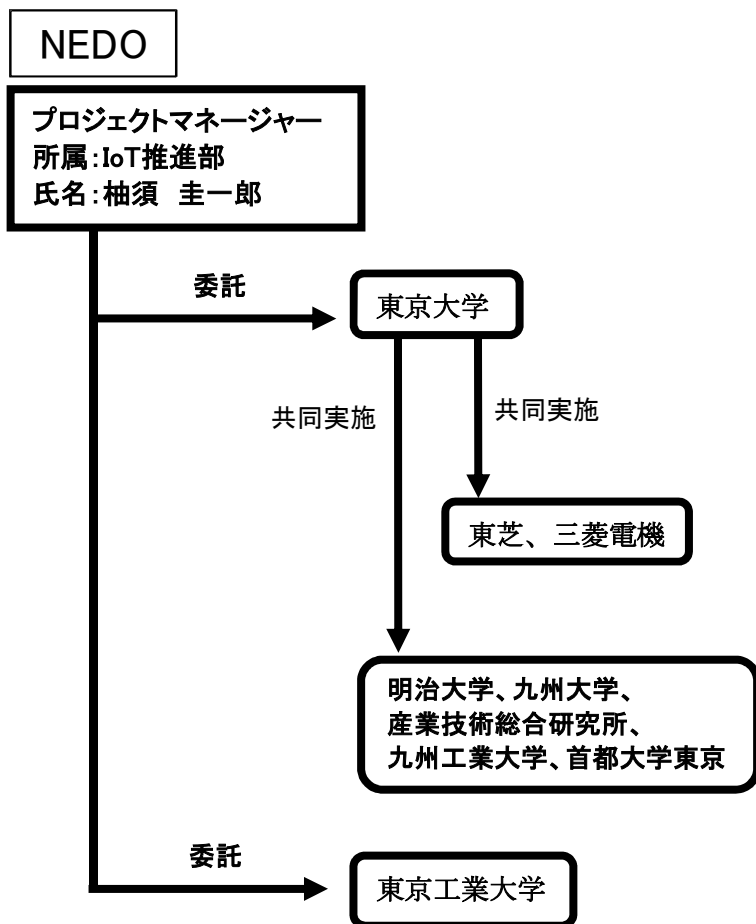 NEDO
プロジェクトマネージャー
所属:IoT推進部
氏名:柚須 圭一郎
委託
東京大学
共同実施
共同実施
東芝、三菱電機
明治大学、九州大学、
産業技術総合研究所、
九州工業大学、首都大学東京
委託
東京工業大学